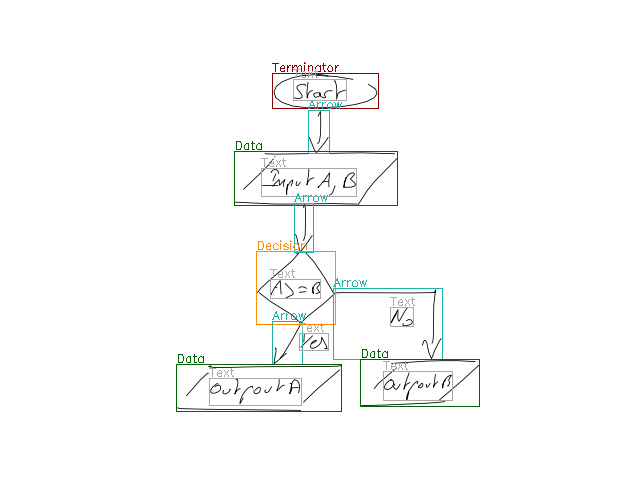 Terminator
Text
Start
Arrow
Data
Text
Input A, B
Arrow
Decision
Text
A>=B
Arrow
Text
No
Arrow
Text
Yes
Data
Text
Output A
Data
Text
Output B